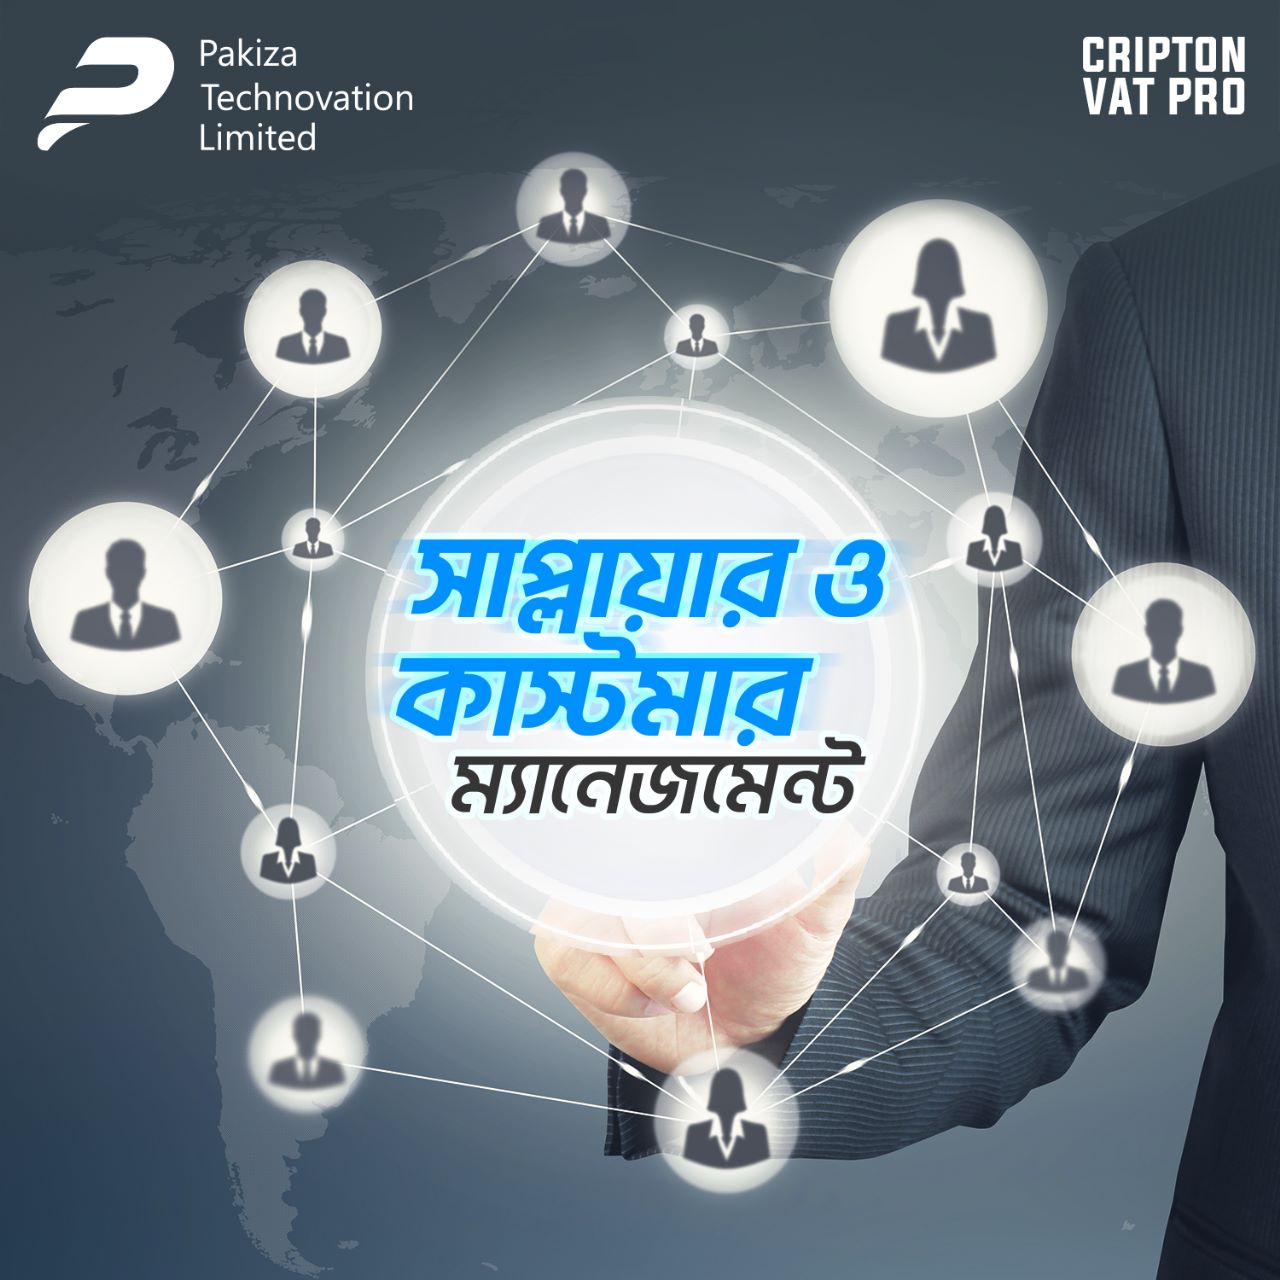 Pakiza
Technovation
Limited
CRIPTON
VAT PRO
সাপ্লায়ার ও
কাস্টমার
ম্যানেজমেন্ট